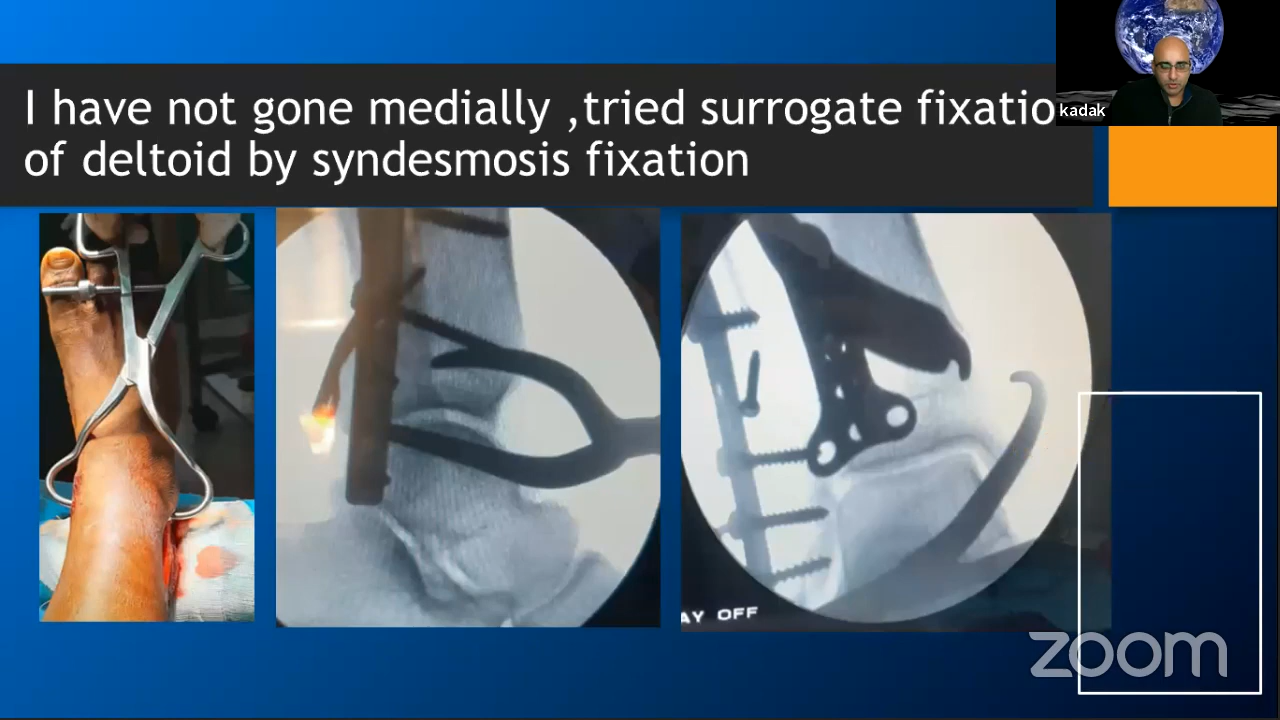 I have not gone medially ,tried surrogate fixatio
of deltoid by syndesmosis fixation
kadak
AY OFF
zoom